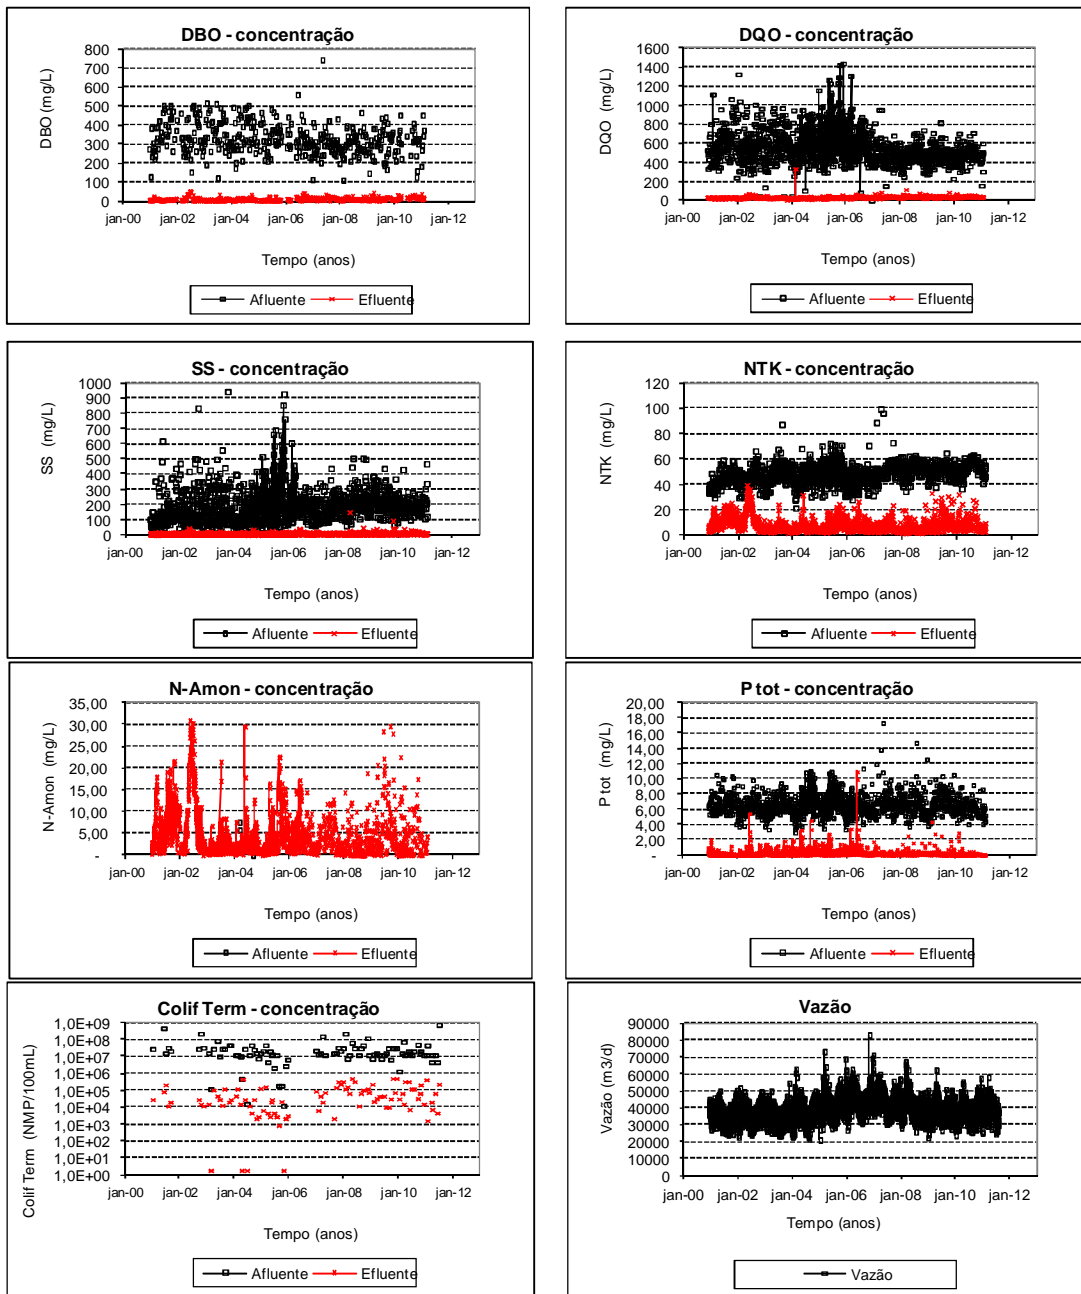 DBO - concentração
800
700
600
500
400
300
200
100
0
DBO (mg/L)
jan-00 jan-02 jan-04 jan-06 jan-08 jan-10 jan-12
Tempo (anos)
Afluente Efluente
DQO - concentração
1600
1400
1200
1000
800
600
400
200
0
DQO (mg/L)
jan-00 jan-02 jan-04 jan-06 jan-08 jan-10 jan-12
Tempo (anos)
Afluente Efluente
SS - concentração
1000
900
800
700
600
500
400
300
200
100
0
SS (mg/L)
jan-00 jan-02 jan-04 jan-06 jan-08 jan-10 jan-12
Tempo (anos)
Afluente Efluente
NTK - concentração
120
100
80
60
40
20
0
NTK (mg/L)
jan-00 jan-02 jan-04 jan-06 jan-08 jan-10 jan-12
Tempo (anos)
Afluente Efluente
N-Amon - concentração
35,00
30,00
25,00
20,00
15,00
10,00
5,00
-
N-Amon (mg/L)
jan-00 jan-02 jan-04 jan-06 jan-08 jan-10 jan-12
Tempo (anos)
Afluente Efluente
P tot - concentração
20,00
18,00
16,00
14,00
12,00
10,00
8,00
6,00
4,00
2,00
-
P tot (mg/L)
jan-00 jan-02 jan-04 jan-06 jan-08 jan-10 jan-12
Tempo (anos)
Afluente Efluente
Colif Term - concentração
1,0E+09
1,0E+08
1,0E+07
1,0E+06
1,0E+05
1,0E+04
1,0E+03
1,0E+02
1,0E+01
1,0E+00
Colif Term (NMP/100mL)
jan-00 jan-02 jan-04 jan-06 jan-08 jan-10 jan-12
Tempo (anos)
Afluente Efluente
Vazão
90000
80000
70000
60000
50000
40000
30000
20000
10000
0
Vazão (m3/d)
jan-00 jan-02 jan-04 jan-06 jan-08 jan-10 jan-12
Tempo (anos)
Vazão